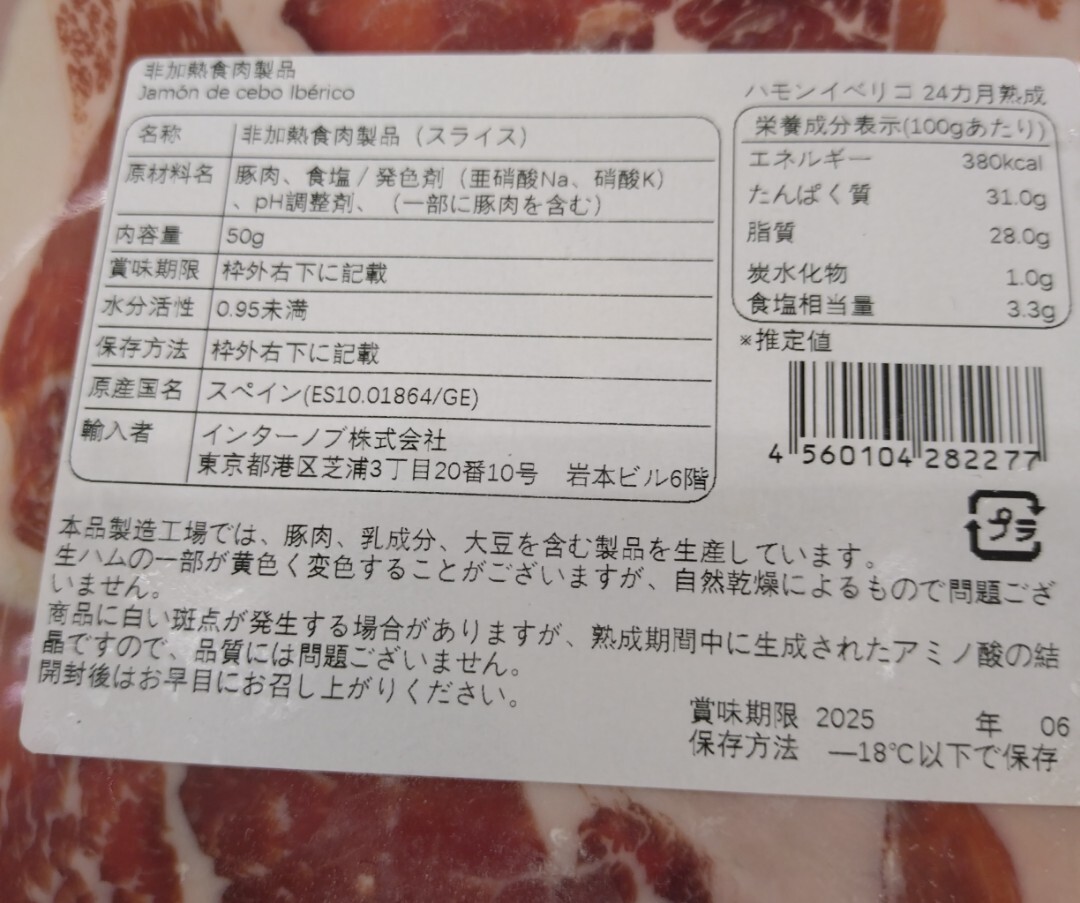 非加熱食肉製品
Jamón de cebo Ibérico
名称 非加熱食肉製品（スライス）
原材料名 豚肉、食塩/発色剤（亜硝酸Na、硝酸K）
、pH調整剤、（一部に豚肉を含む）
内容量 50g
賞味期限 枠外右下に記載
水分活性 0.95未満
保存方法 枠外右下に記載
原産国名 スペイン(ES10.01864/GE)
輸入者 インターノブ株式会社
東京都港区芝浦3丁目20番10号 岩本ビル6階
ハモンイベリコ 24カ月熟成
栄養成分表示(100gあたり)
エネルギー 380kcal
たんぱく質 31.0g
脂質 28.0g
炭水化物 1.0g
食塩相当量 3.3g
※推定値
4 560104 282277
プラ
本品製造工場では、豚肉、乳成分、大豆を含む製品を生産しています。
生ハムの一部が黄色く変色することがございますが、自然乾燥によるもので問題ござ
いません。
商品に白い斑点が発生する場合がありますが、熟成期間中に生成されたアミノ酸の結
晶ですので、品質には問題ございません。
開封後はお早目にお召し上がりください。
賞味期限 2025 年 06
保存方法 —18℃以下で保存